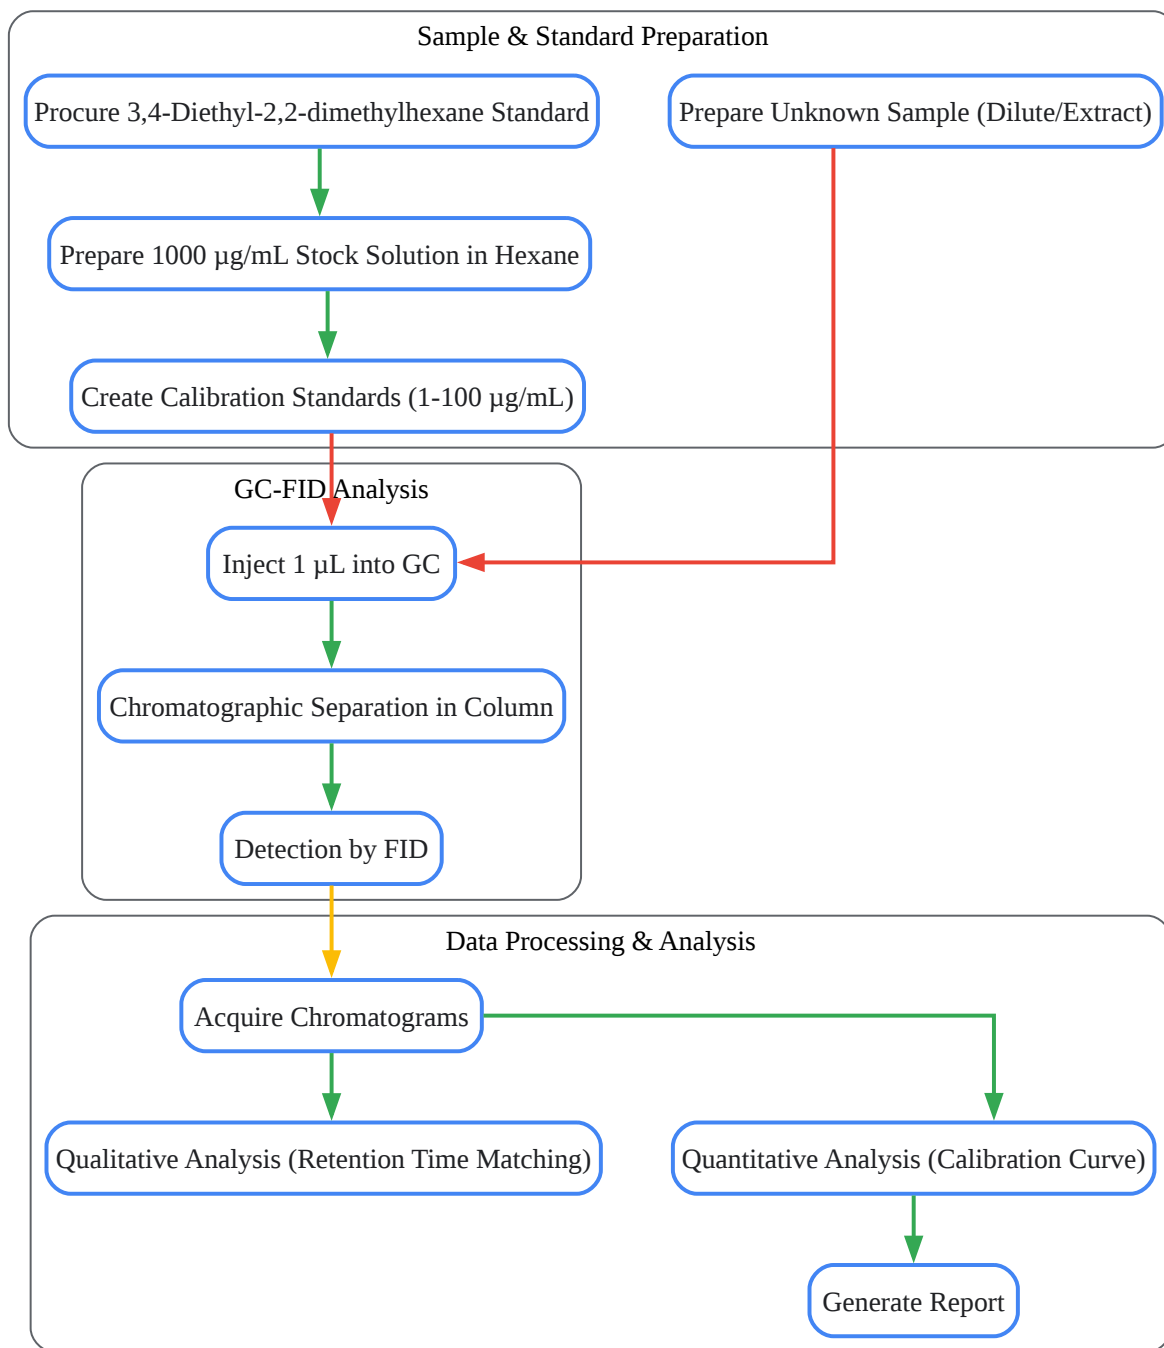 Sample & Standard Preparation
Procure 3,4-Diethyl-2,2-dimethylhexane Standard
Prepare Unknown Sample (Dilute/Extract)
Prepare 1000 µg/mL Stock Solution in Hexane
Create Calibration Standards (1-100 µg/mL)
GC-FID Analysis
Inject 1 µL into GC
Chromatographic Separation in Column
Detection by FID
Data Processing & Analysis
Acquire Chromatograms
Qualitative Analysis (Retention Time Matching)
Quantitative Analysis (Calibration Curve)
Generate Report